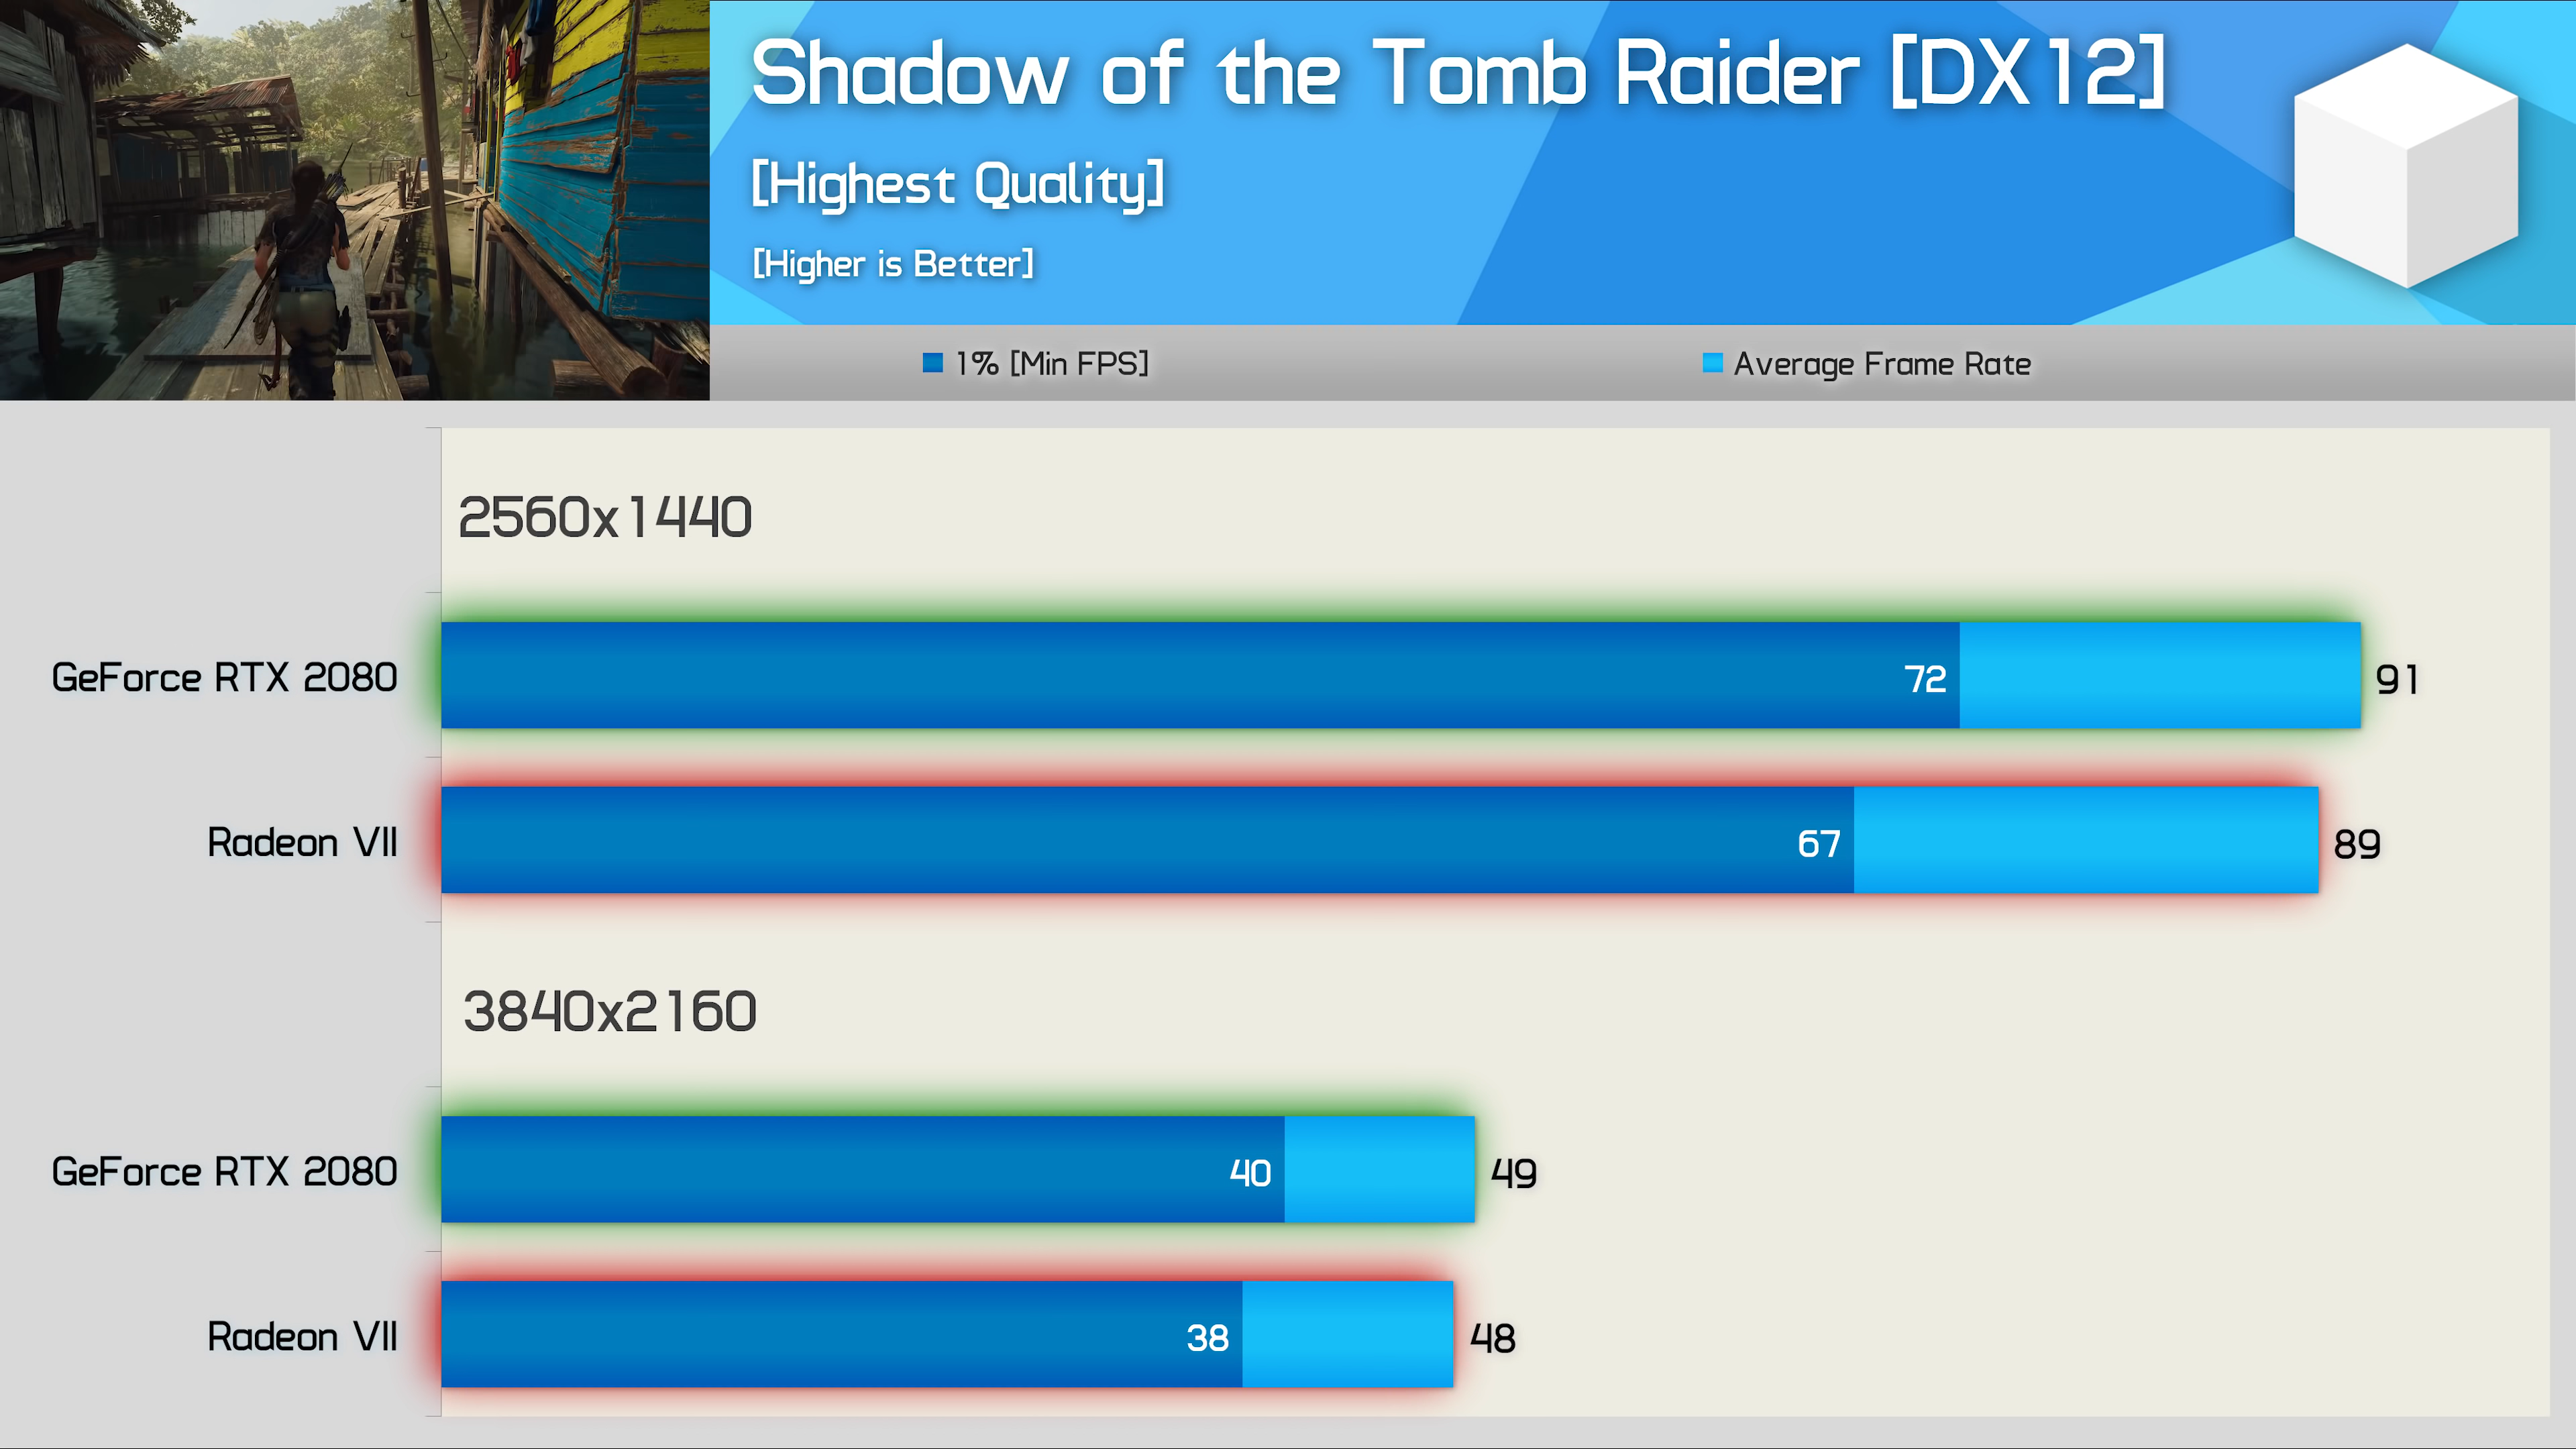 Shadow of the Tomb Raider [DX12]
[Highest Quality]
[Higher is Better]
1% [Min FPS]
Average Frame Rate
2560x1440
GeForce RTX 2080
72
91
Radeon VII
67
89
3840x2160
GeForce RTX 2080
40
49
Radeon VII
38
48